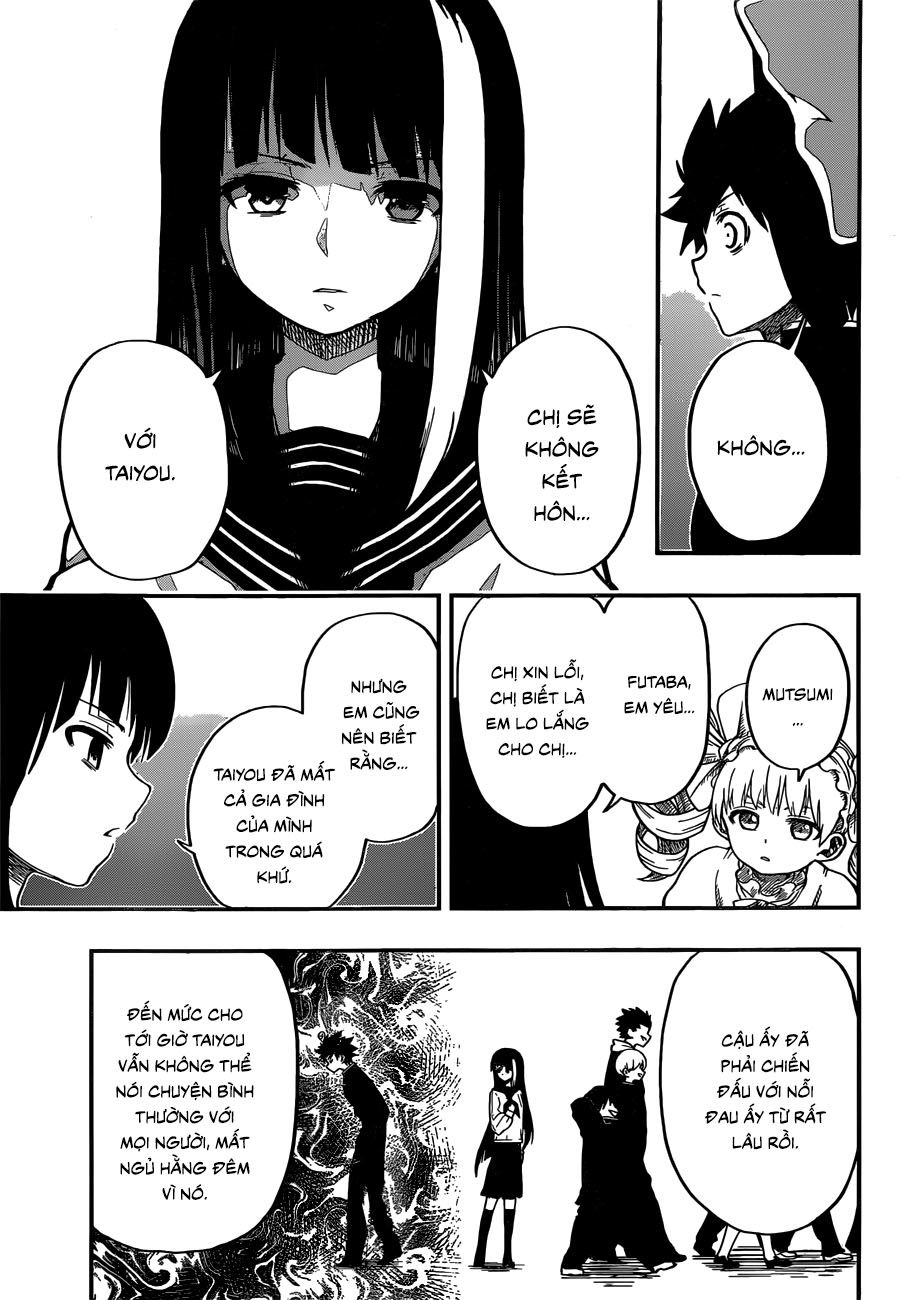 KHÔNG...
CHỊ SẼ
KHÔNG
KẾT
HÔN...
VỚI
TAIYOU.
MUTSUMI
....
FUTABA,
EM YÊU...
CHỊ XIN LỖI,
CHỊ BIẾT LÀ
EM LO LẮNG
CHO CHỊ...
NHƯNG
EM CŨNG
NÊN BIẾT
RẰNG...
TAIYOU ĐÃ MẤT
CẢ GIA ĐÌNH
CỦA MÌNH
TRONG QUÁ
KHỨ.
CẬU ẤY ĐÃ
PHẢI CHIẾN
ĐẤU VỚI NỖI
ĐAU ẤY TỪ RẤT
LÂU RỒI.
ĐẾN MỨC CHO
TỚI GIỜ TAIYOU
VẪN KHÔNG THỂ
NÓI CHUYỆN BÌNH
THƯỜNG VỚI
MỌI NGƯỜI, MẤT
NGỦ HẰNG ĐÊM
VÌ NÓ.